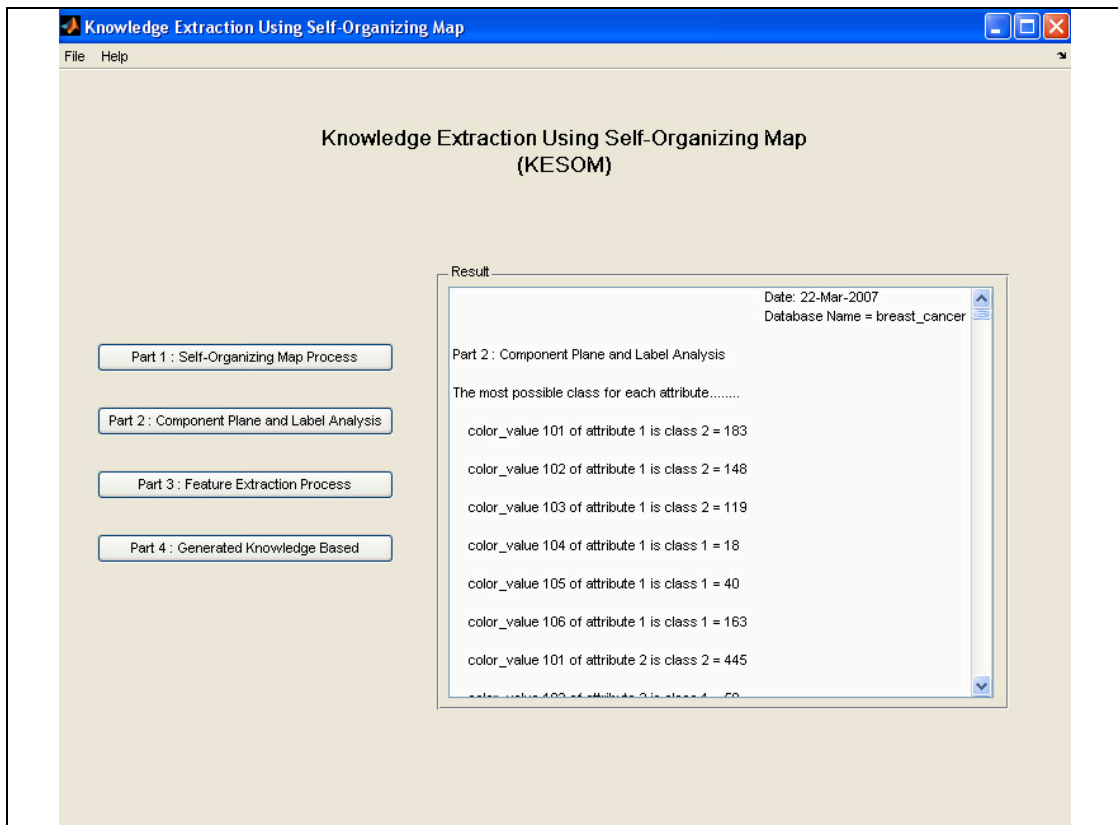 Knowledge Extraction Using Self-Organizing Map
File Help
Knowledge Extraction Using Self-Organizing Map
(KESOM)
Part 1 : Self-Organizing Map Process
Part 2 : Component Plane and Label Analysis
Part 3 : Feature Extraction Process
Part 4 : Generated Knowledge Based
Result
Date: 22-Mar-2007
Database Name = breast_cancer
Part 2 : Component Plane and Label Analysis
The most possible class for each attribute........
color_value 101 of attribute 1 is class 2 = 183
color_value 102 of attribute 1 is class 2 = 148
color_value 103 of attribute 1 is class 2 = 119
color_value 104 of attribute 1 is class 1 = 18
color_value 105 of attribute 1 is class 1 = 40
color_value 106 of attribute 1 is class 1 = 163
color_value 101 of attribute 2 is class 2 = 445